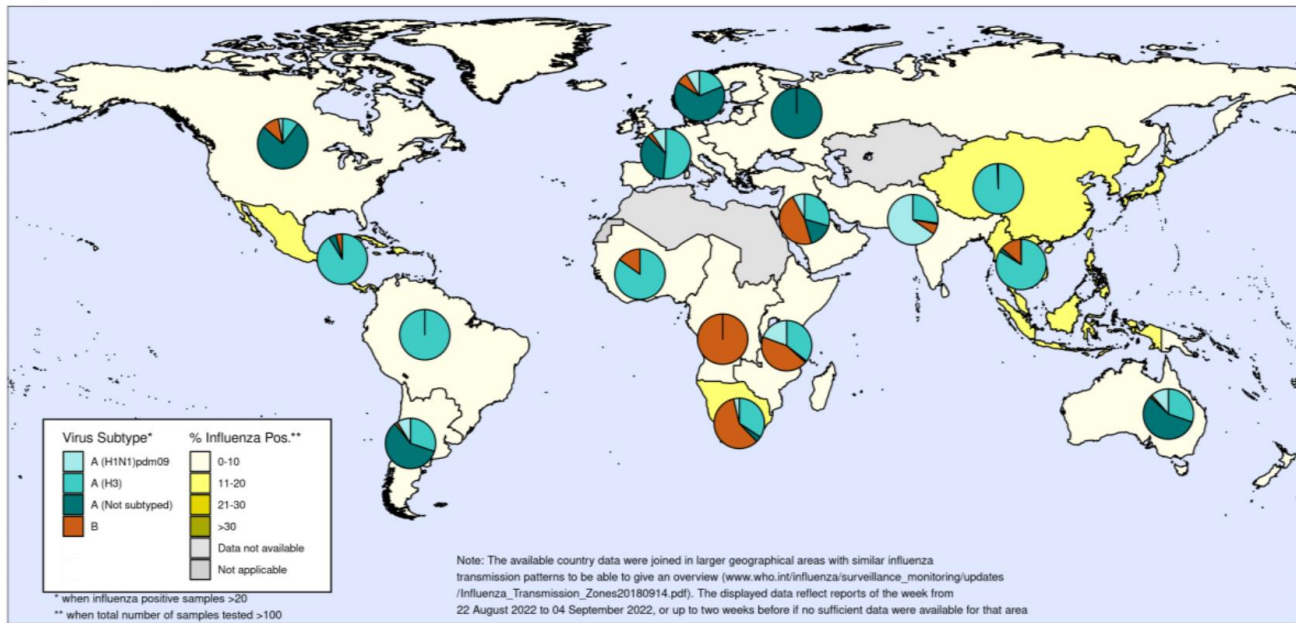 Virus Subtype*
A (H1N1)pdm09
A (H3)
A (Not subtyped)
B
% Influenza Pos.**
0-10
11-20
21-30
>30
Data not available
Not applicable
* when influenza positive samples >20
** when total number of samples tested >100
Note: The available country data were joined in larger geographical areas with similar influenza
transmission patterns to be able to give an overview (www.who.int/influenza/surveillance_monitoring/updates
/Influenza_Transmission_Zones20180914.pdf). The displayed data reflect reports of the week from
22 August 2022 to 04 September 2022, or up to two weeks before if no sufficient data were available for that area